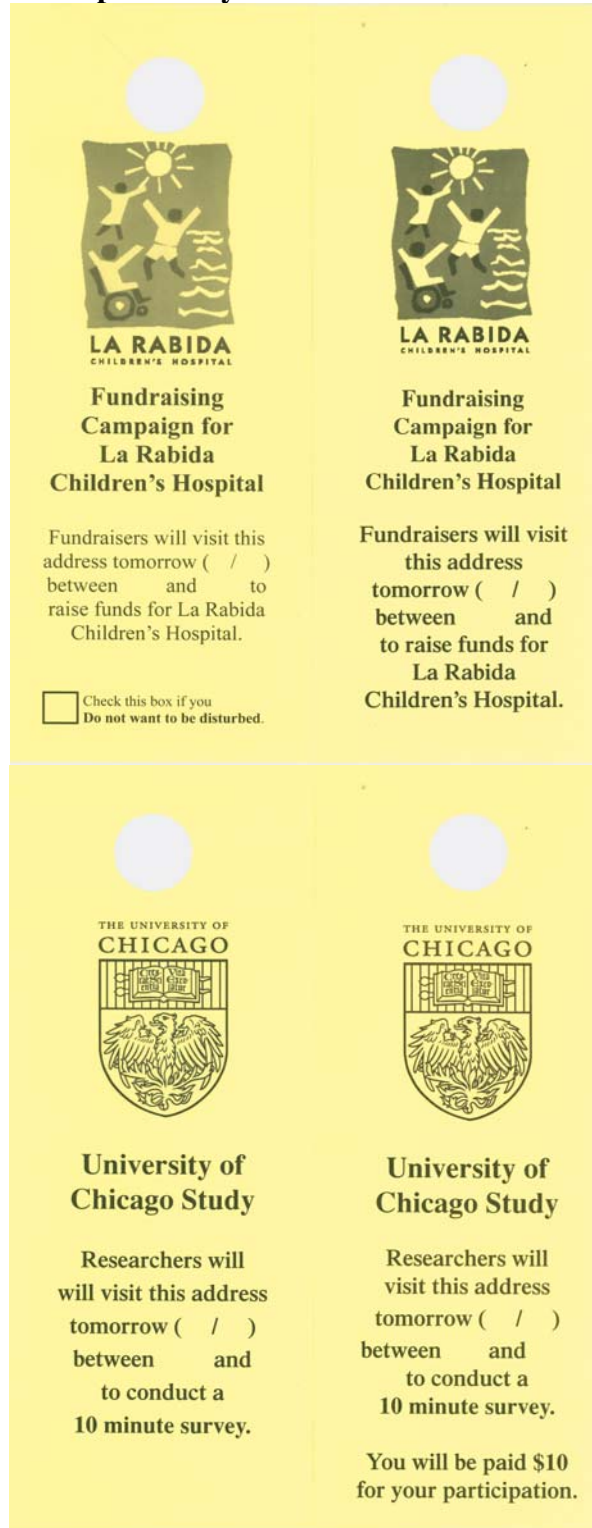 LA RABIDA
CHILDREN'S HOSPITAL
Fundraising
Campaign for
La Rabida
Children's Hospital
Fundraisers will visit this
address tomorrow ( / )
between and to
raise funds for La Rabida
Children's Hospital.
Check this box if you
Do not want to be disturbed.
LA RABIDA
CHILDREN'S HOSPITAL
Fundraising
Campaign for
La Rabida
Children's Hospital
Fundraisers will visit
this address
tomorrow ( / )
between and
to raise funds for
La Rabida
Children's Hospital.
THE UNIVERSITY OF
CHICAGO
University of
Chicago Study
Researchers will
will visit this address
tomorrow ( / )
between and
to conduct a
10 minute survey.
THE UNIVERSITY OF
CHICAGO
University of
Chicago Study
Researchers will
visit this address
tomorrow ( / )
between and
to conduct a
10 minute survey.
You will be paid $10
for your participation.